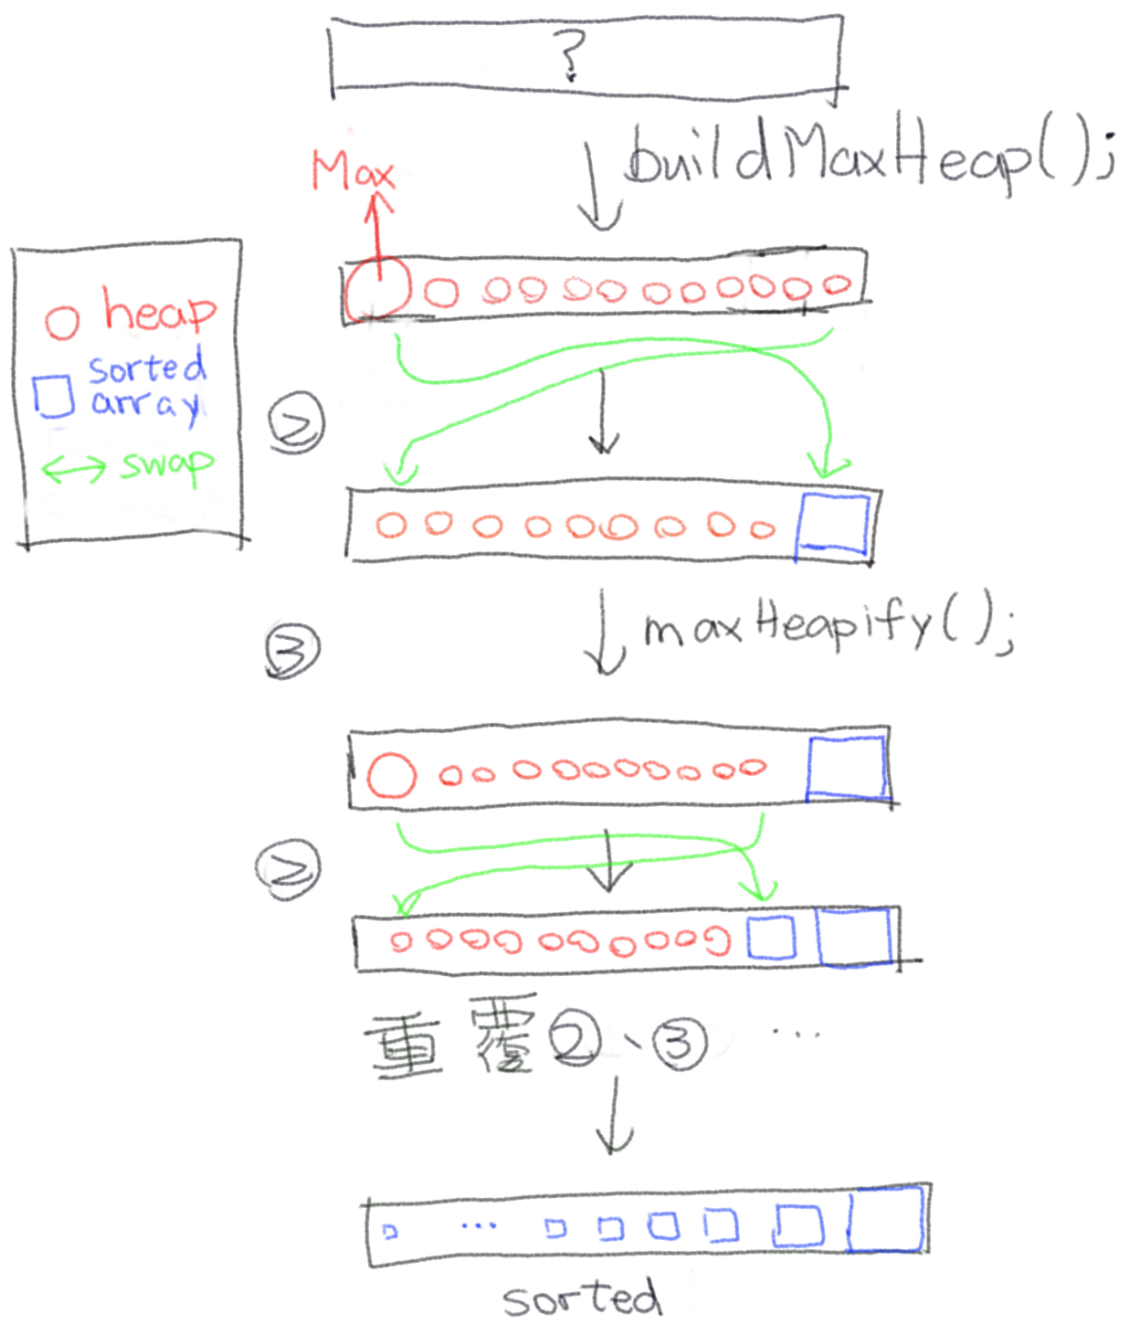 ?
buildMaxHeap();
Max
heap
sorted
array
swap
②
③
maxHeapify();
②
重覆②、③ ...
...
sorted